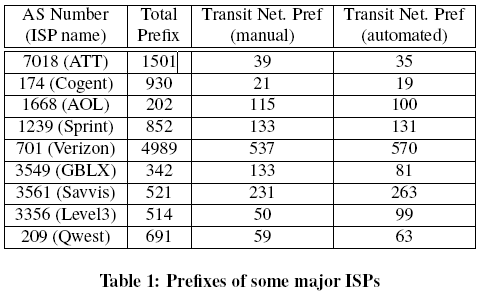 AS Number Total Transit Net. Pref Transit Net. Pref
(ISP name) Prefix (manual) (automated)
7018 (ATT) 1501 39 35
174 (Cogent) 930 21 19
1668 (AOL) 202 115 100
1239 (Sprint) 852 133 131
701 (Verizon) 4989 537 570
3549 (GBLX) 342 133 81
3561 (Savvis) 521 231 263
3356 (Level3) 514 50 99
209 (Qwest) 691 59 63
Table 1: Prefixes of some major ISPs